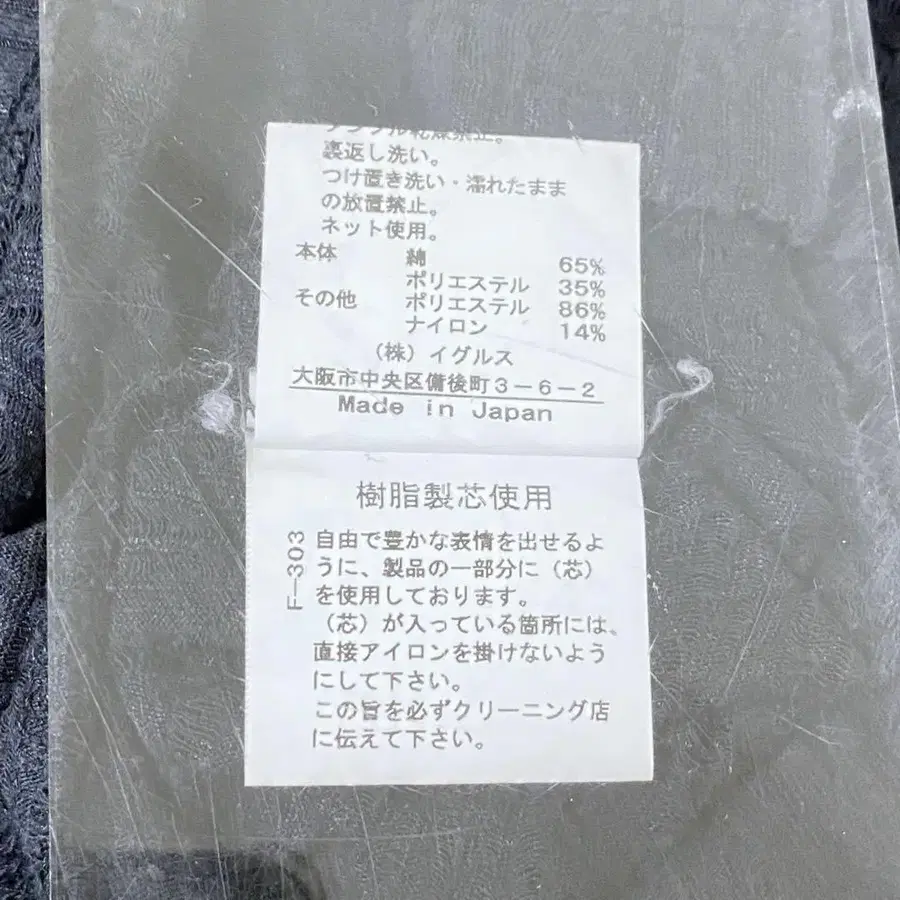 タンブル乾燥禁止。
裏返し洗い。
つけ置き洗い・濡れたまま
の放置禁止。
ネット使用。
本体 綿 65%
ポリエステル 35%
その他 ポリエステル 86%
ナイロン 14%
（株）イグルス
大阪市中央区備後町3－6－2
Made in Japan
樹脂製芯使用
F－303
自由で豊かな表情を出せるよ
うに、製品の一部分に（芯）
を使用しております。
（芯）が入っている箇所には、
直接アイロンを掛けないよう
にして下さい。
この旨を必ずクリーニング店
に伝えて下さい。